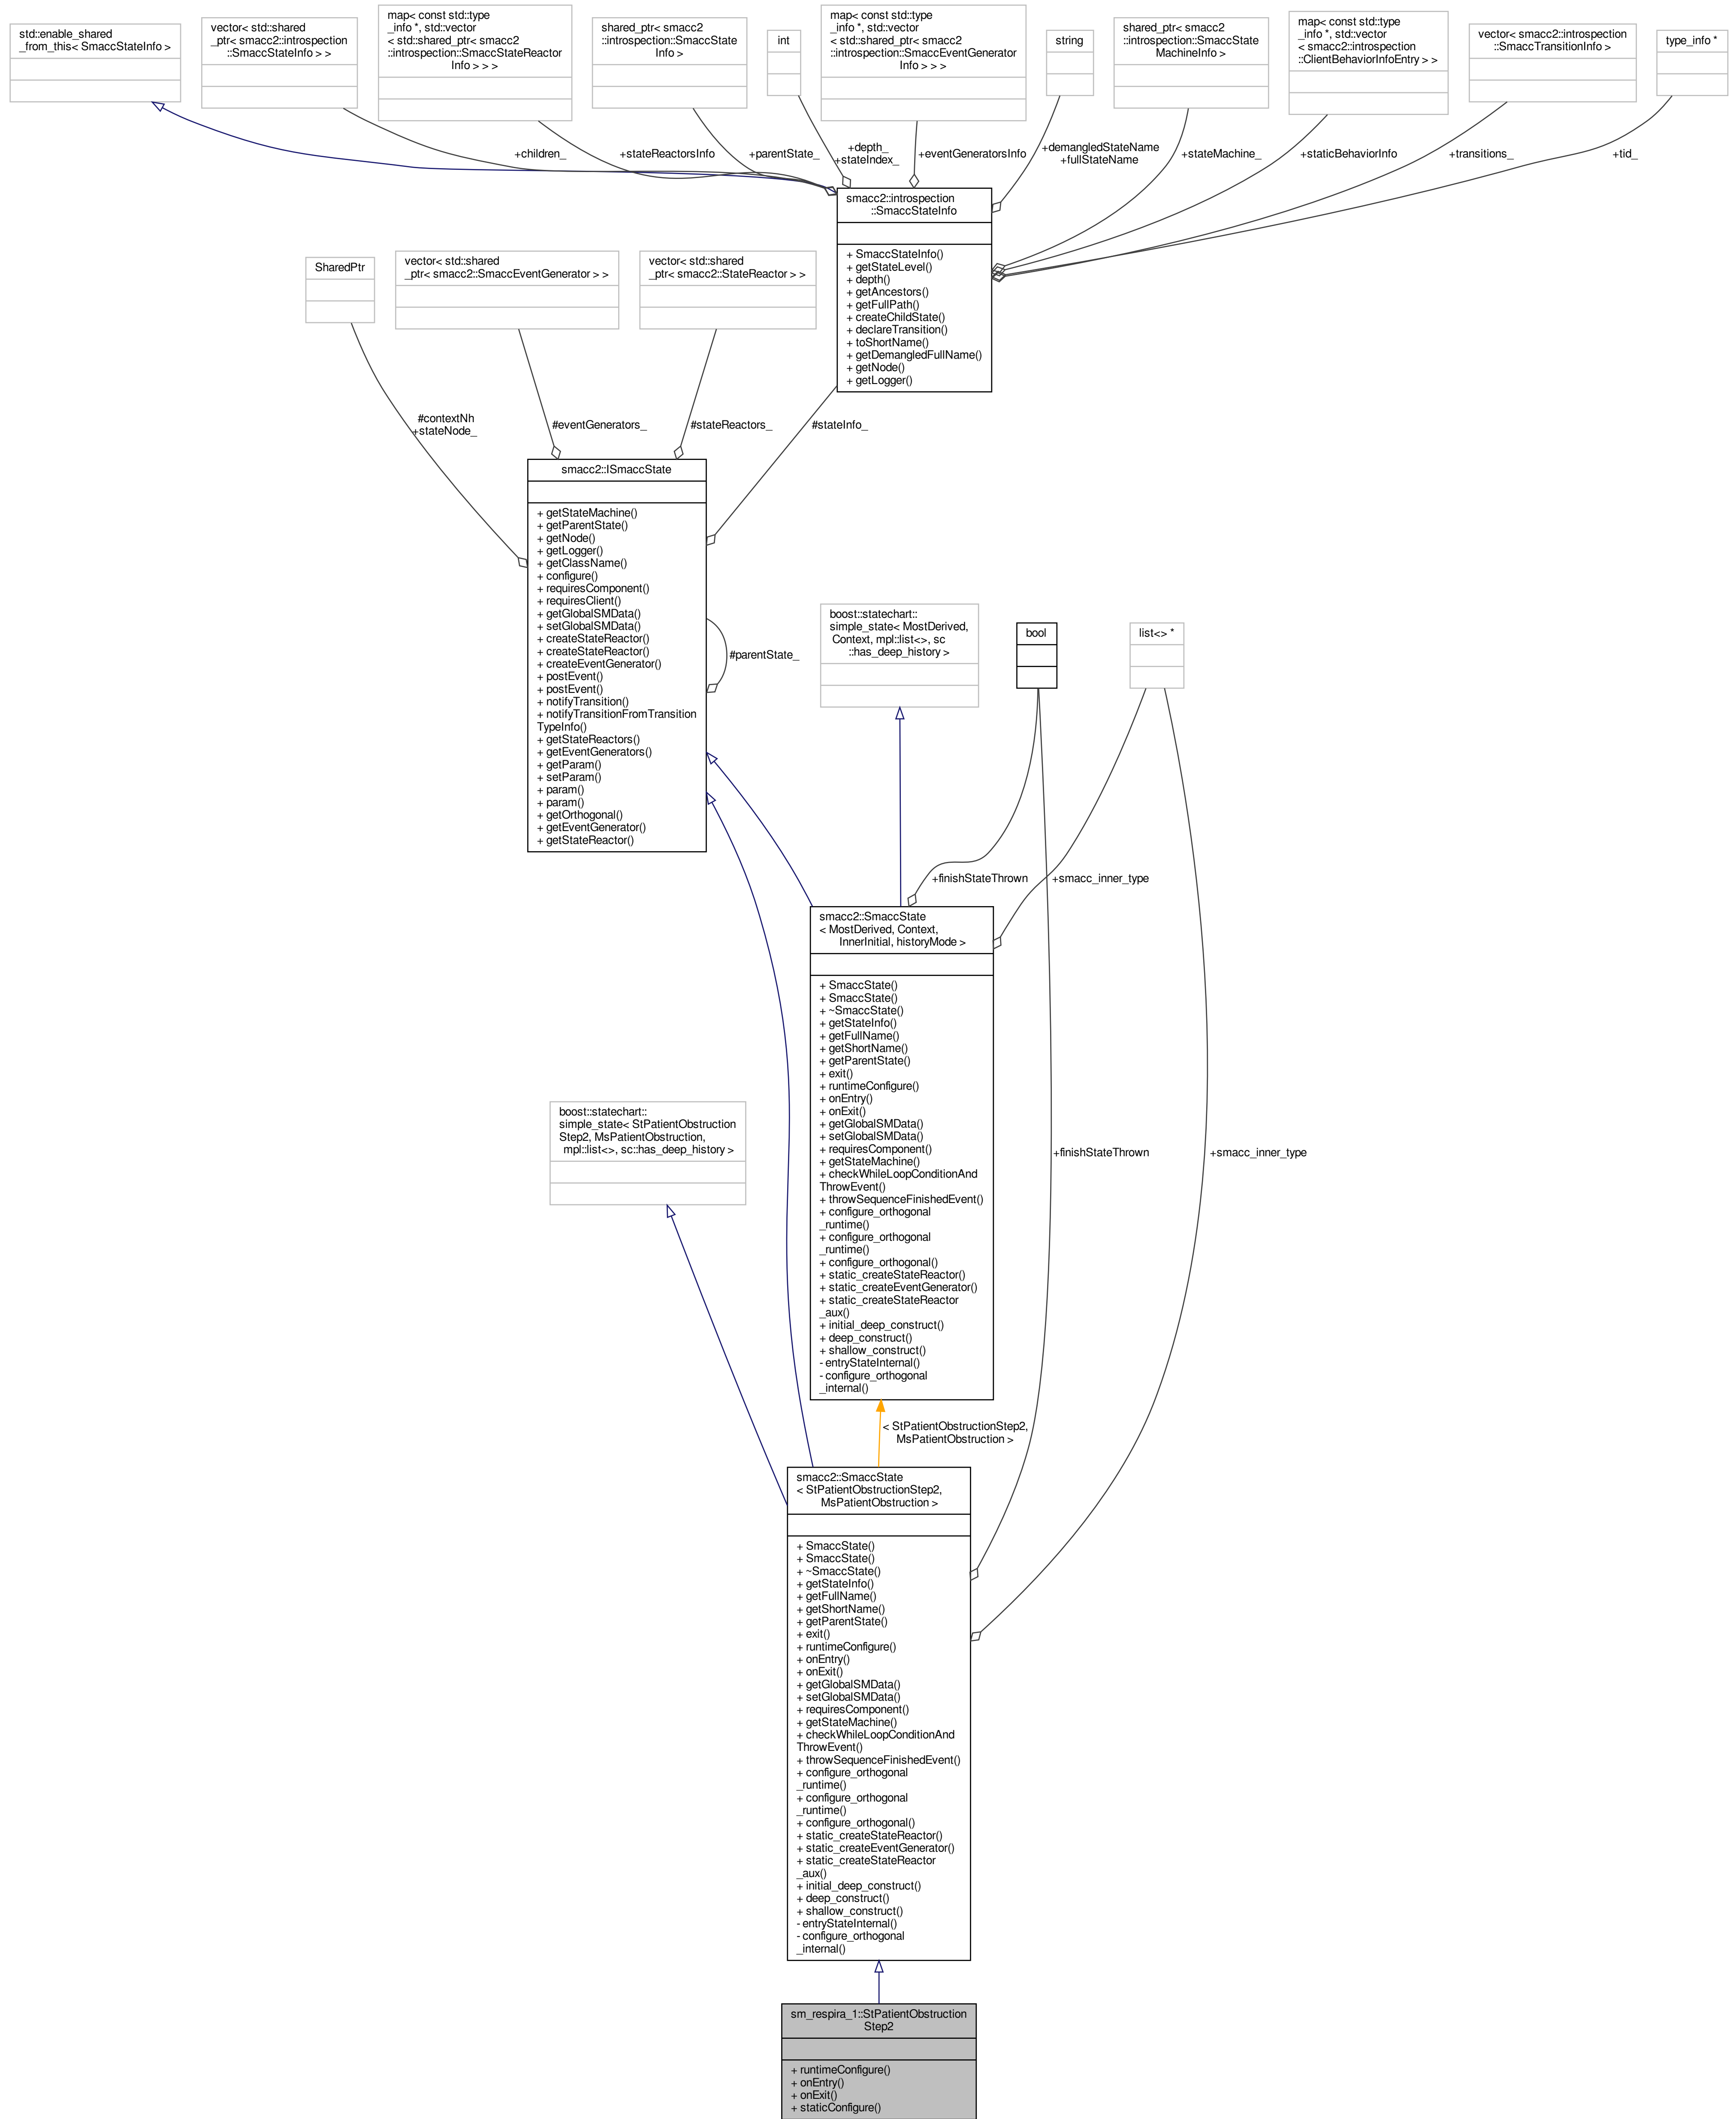 std::enable_shared
_from_this< SmaccStateInfo >
vector< std::shared
_ptr< smacc2::introspection
::SmaccStateInfo > >
map< const std::type
_info *, std::vector
< std::shared_ptr< smacc2
::introspection::SmaccStateReactor
Info > > >
shared_ptr< smacc2
::introspection::SmaccState
Info >
int
map< const std::type
_info *, std::vector
< std::shared_ptr< smacc2
::introspection::SmaccEventGenerator
Info > > >
string
shared_ptr< smacc2
::introspection::SmaccState
MachineInfo >
map< const std::type
_info *, std::vector
< smacc2::introspection
::ClientBehaviorInfoEntry > >
vector< smacc2::introspection
::SmaccTransitionInfo >
type_info *
+children_
+stateReactorsInfo
+parentState_
+depth_
+stateIndex_
+eventGeneratorsInfo
+demangledStateName
+fullStateName
+stateMachine_
+staticBehaviorInfo
+transitions_
+tid_
smacc2::introspection
::SmaccStateInfo
+ SmaccStateInfo()
+ getStateLevel()
+ depth()
+ getAncestors()
+ getFullPath()
+ createChildState()
+ declareTransition()
+ toShortName()
+ getDemangledFullName()
+ getNode()
+ getLogger()
SharedPtr
vector< std::shared
_ptr< smacc2::SmaccEventGenerator > >
vector< std::shared
_ptr< smacc2::StateReactor > >
#contextNh
+stateNode_
#eventGenerators_
#stateReactors_
#stateInfo_
smacc2::ISmaccState
+ getStateMachine()
+ getParentState()
+ getNode()
+ getLogger()
+ getClassName()
+ configure()
+ requiresComponent()
+ requiresClient()
+ getGlobalSMData()
+ setGlobalSMData()
+ createStateReactor()
+ createStateReactor()
+ createEventGenerator()
+ postEvent()
+ postEvent()
+ notifyTransition()
+ notifyTransitionFromTransition
TypeInfo()
+ getStateReactors()
+ getEventGenerators()
+ getParam()
+ setParam()
+ param()
+ param()
+ getOrthogonal()
+ getEventGenerator()
+ getStateReactor()
#parentState_
boost::statechart::
simple_state< MostDerived,
Context, mpl::list<>, sc
::has_deep_history >
bool
list<> *
+finishStateThrown
+smacc_inner_type
smacc2::SmaccState
< MostDerived, Context,
InnerInitial, historyMode >
+ SmaccState()
+ SmaccState()
+ ~SmaccState()
+ getStateInfo()
+ getFullName()
+ getShortName()
+ getParentState()
+ exit()
+ runtimeConfigure()
+ onEntry()
+ onExit()
+ getGlobalSMData()
+ setGlobalSMData()
+ requiresComponent()
+ getStateMachine()
+ checkWhileLoopConditionAnd
ThrowEvent()
+ throwSequenceFinishedEvent()
+ configure_orthogonal
_runtime()
+ configure_orthogonal
_runtime()
+ configure_orthogonal()
+ static_createStateReactor()
+ static_createEventGenerator()
+ static_createStateReactor
_aux()
+ initial_deep_construct()
+ deep_construct()
+ shallow_construct()
- entryStateInternal()
- configure_orthogonal
_internal()
boost::statechart::
simple_state< StPatientObstruction
Step2, MsPatientObstruction,
mpl::list<>, sc::has_deep_history >
+finishStateThrown
+smacc_inner_type
< StPatientObstructionStep2,
MsPatientObstruction >
smacc2::SmaccState
< StPatientObstructionStep2,
MsPatientObstruction >
+ SmaccState()
+ SmaccState()
+ ~SmaccState()
+ getStateInfo()
+ getFullName()
+ getShortName()
+ getParentState()
+ exit()
+ runtimeConfigure()
+ onEntry()
+ onExit()
+ getGlobalSMData()
+ setGlobalSMData()
+ requiresComponent()
+ getStateMachine()
+ checkWhileLoopConditionAnd
ThrowEvent()
+ throwSequenceFinishedEvent()
+ configure_orthogonal
_runtime()
+ configure_orthogonal
_runtime()
+ configure_orthogonal()
+ static_createStateReactor()
+ static_createEventGenerator()
+ static_createStateReactor
_aux()
+ initial_deep_construct()
+ deep_construct()
+ shallow_construct()
- entryStateInternal()
- configure_orthogonal
_internal()
sm_respira_1::StPatientObstruction
Step2
+ runtimeConfigure()
+ onEntry()
+ onExit()
+ staticConfigure()